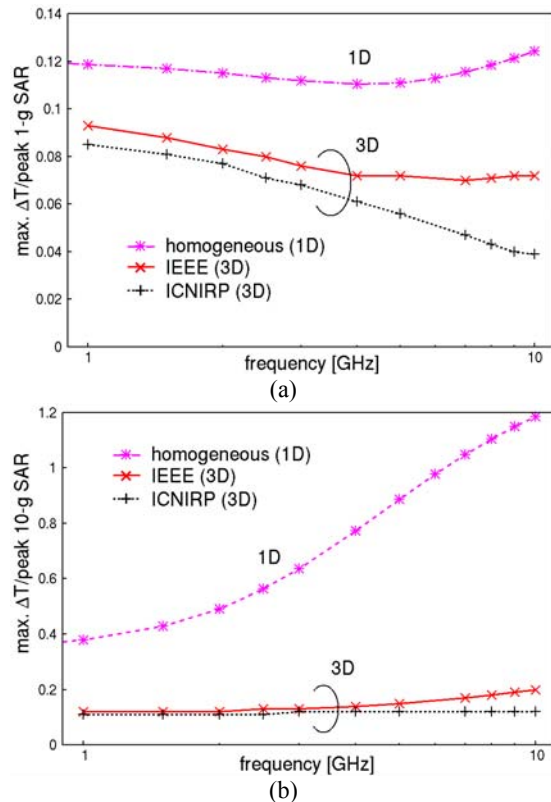 0.14
0.12
0.1
0.08
0.06
0.04
0.02
0
max. ΔT/peak 1-g SAR
1D
3D
homogeneous (1D)
IEEE (3D)
ICNIRP (3D)
1
10
frequency [GHz]
(a)
1.2
1
0.8
0.6
0.4
0.2
0
max. ΔT/peak 10-g SAR
homogeneous (1D)
IEEE (3D)
ICNIRP (3D)
1D
3D
1
10
frequency [GHz]
(b)